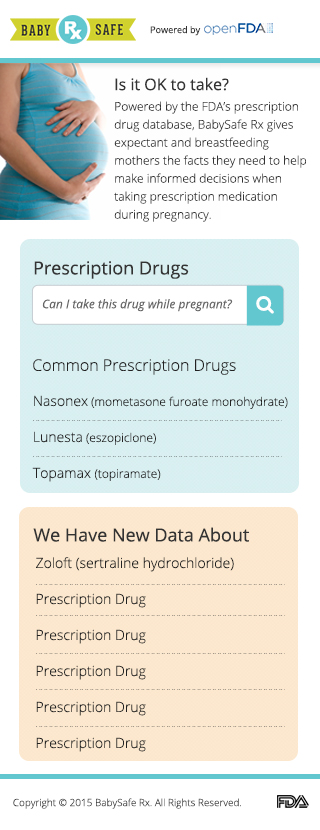 BABY Rx SAFE Powered by openFDA
Is it OK to take?
Powered by the FDA's prescription
drug database, BabySafe Rx gives
expectant and breastfeeding
mothers the facts they need to help
make informed decisions when
taking prescription medication
during pregnancy.
Prescription Drugs
Can I take this drug while pregnant?
Common Prescription Drugs
Nasonex (mometasone furoate monohydrate)
Lunesta (eszopiclone)
Topamax (topiramate)
We Have New Data About
Zoloft (sertraline hydrochloride)
Prescription Drug
Prescription Drug
Prescription Drug
Prescription Drug
Prescription Drug
Copyright © 2015 BabySafe Rx. All Rights Reserved. FDA